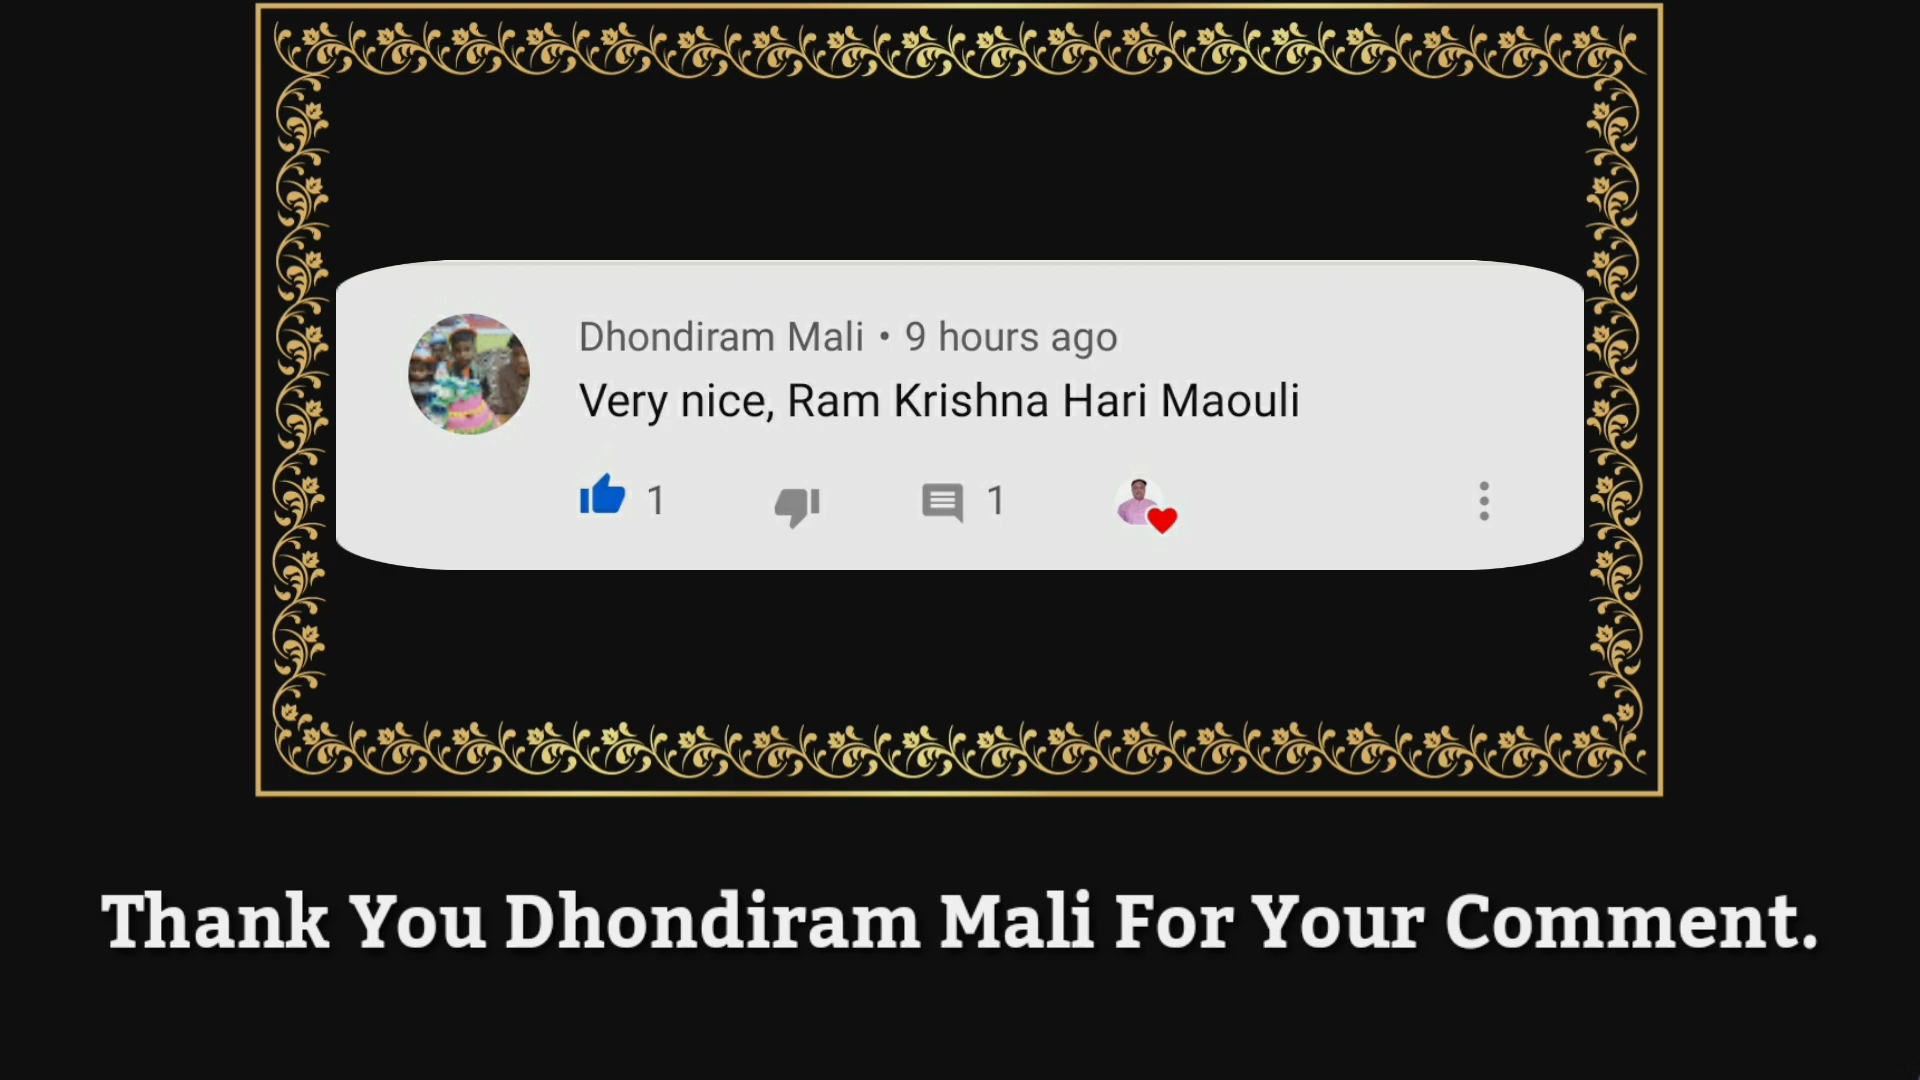 Dhondiram Mali • 9 hours ago
Very nice, Ram Krishna Hari Maouli
1 1
Thank You Dhondiram Mali For Your Comment.